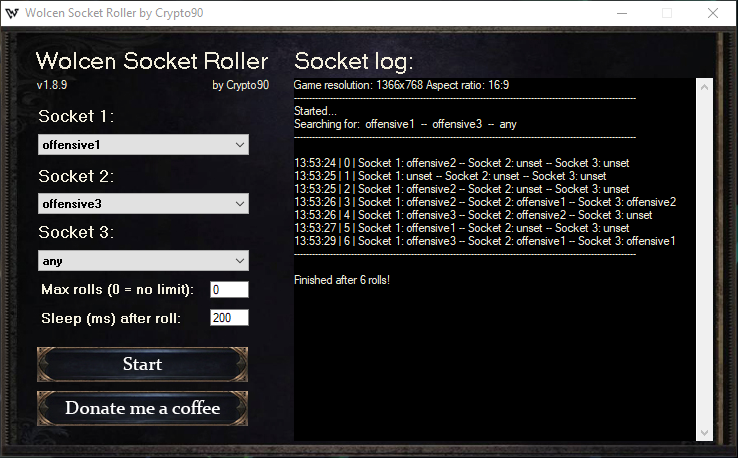 Wolcen Socket Roller by Crypto90
Wolcen Socket Roller
v1.8.9 by Crypto90
Socket 1:
offensive1
Socket 2:
offensive3
Socket 3:
any
Max rolls (0 = no limit): 0
Sleep (ms) after roll: 200
Start
Donate me a coffee
Socket log:
Game resolution: 1366x768 Aspect ratio: 16:9
Started...
Searching for: offensive1 -- offensive3 -- any
13:53:24 | 0 | Socket 1: offensive2 -- Socket 2: unset -- Socket 3: unset
13:53:25 | 1 | Socket 1: unset -- Socket 2: unset -- Socket 3: unset
13:53:25 | 2 | Socket 1: offensive2 -- Socket 2: unset -- Socket 3: unset
13:53:26 | 3 | Socket 1: offensive2 -- Socket 2: offensive1 -- Socket 3: offensive2
13:53:26 | 4 | Socket 1: offensive3 -- Socket 2: offensive2 -- Socket 3: unset
13:53:27 | 5 | Socket 1: offensive1 -- Socket 2: unset -- Socket 3: unset
13:53:29 | 6 | Socket 1: offensive3 -- Socket 2: offensive1 -- Socket 3: offensive1
Finished after 6 rolls!